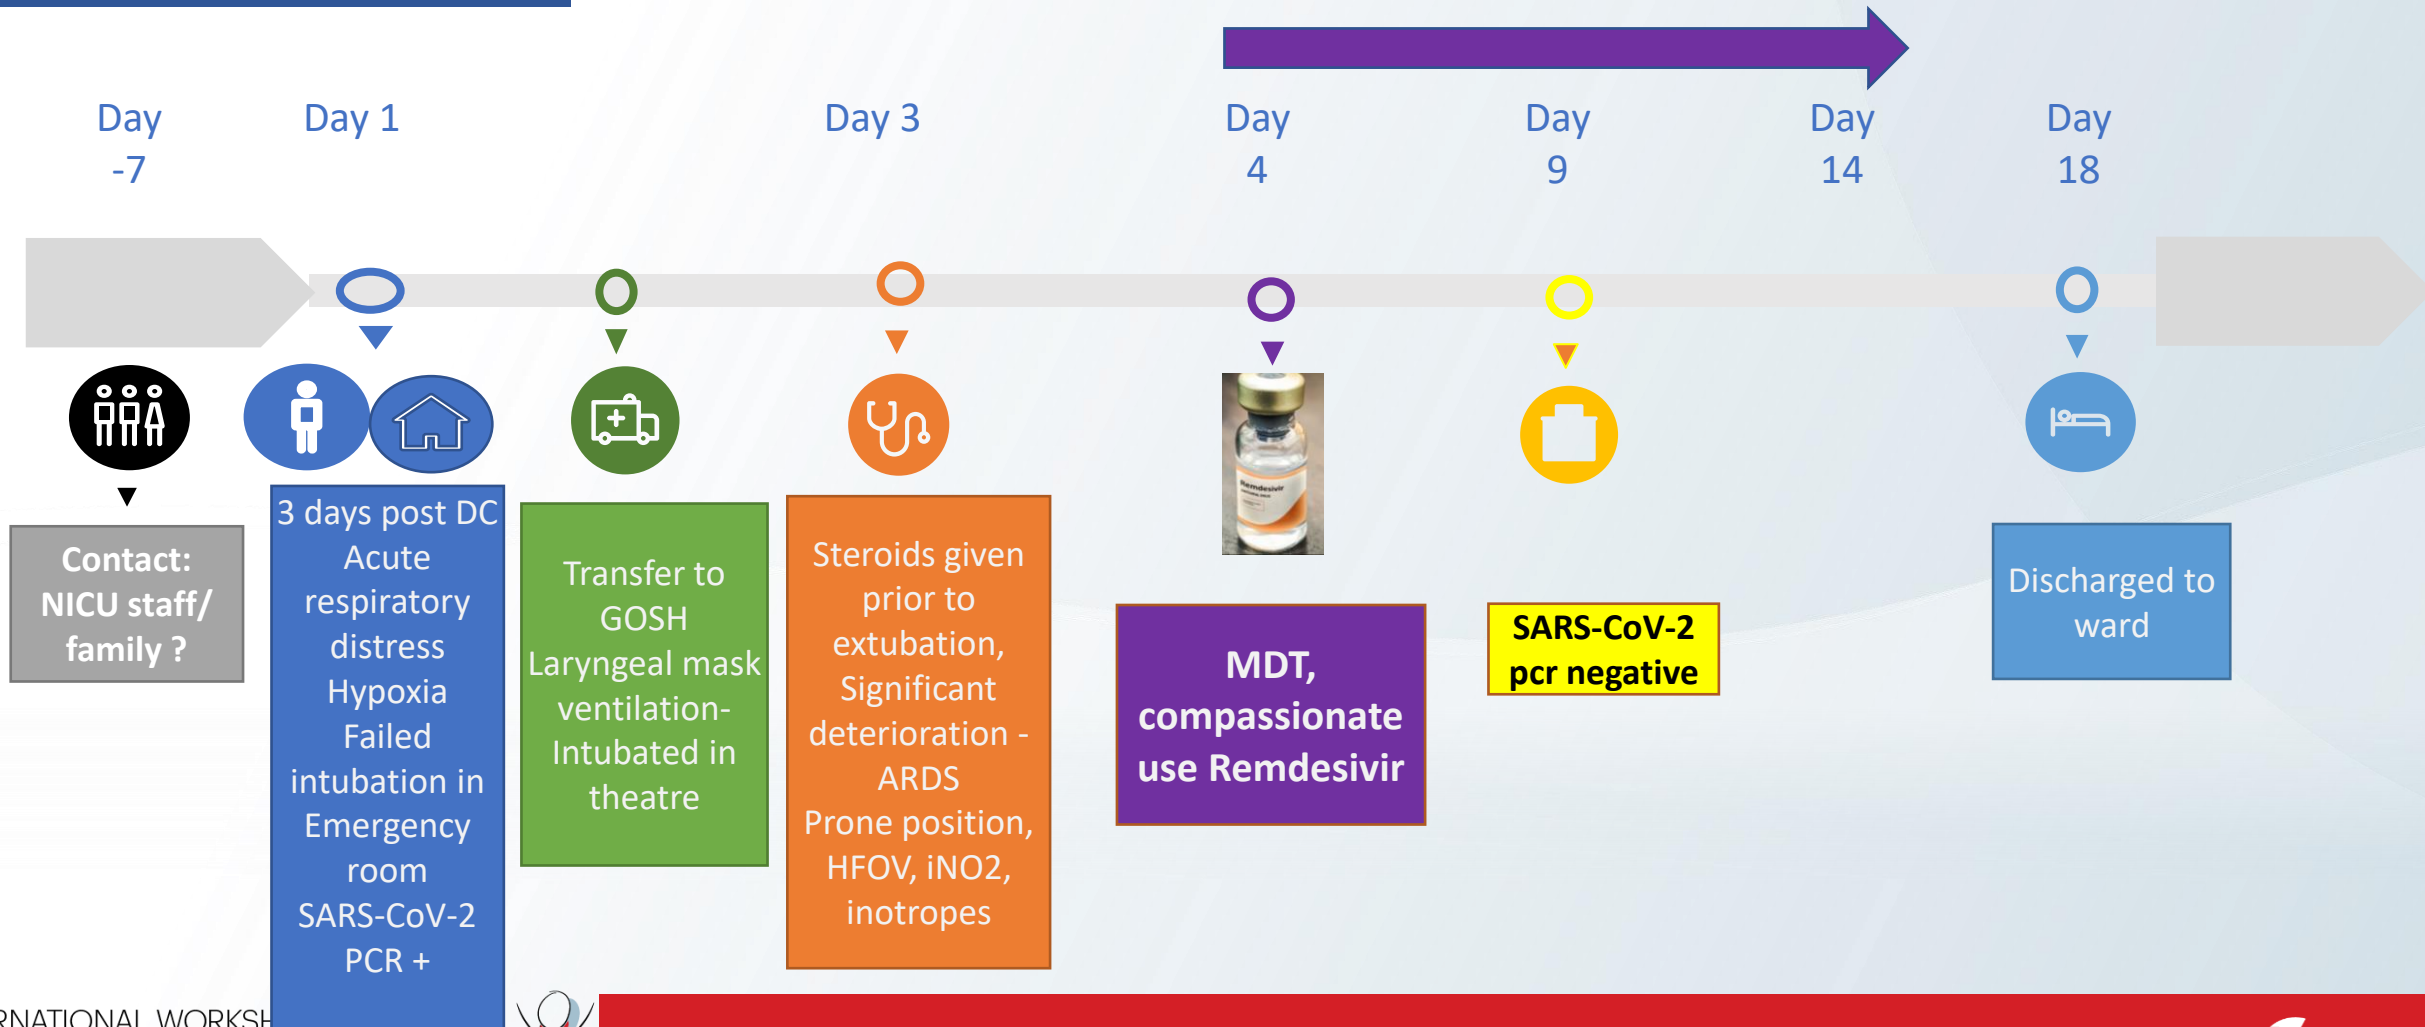 Day
-7
Day 1
Day 3
Day
4
Day
9
Day
14
Day
18
Contact:
NICU staff/
family ?
3 days post DC
Acute
respiratory
distress
Hypoxia
Failed
intubation in
Emergency
room
SARS-CoV-2
PCR +
Transfer to
GOSH
Laryngeal mask
ventilation-
Intubated in
theatre
Steroids given
prior to
extubation,
Significant
deterioration -
ARDS
Prone position,
HFOV, iNO2,
inotropes
Remdesivir
MDT,
compassionate
use Remdesivir
SARS-CoV-2
pcr negative
Discharged to
ward